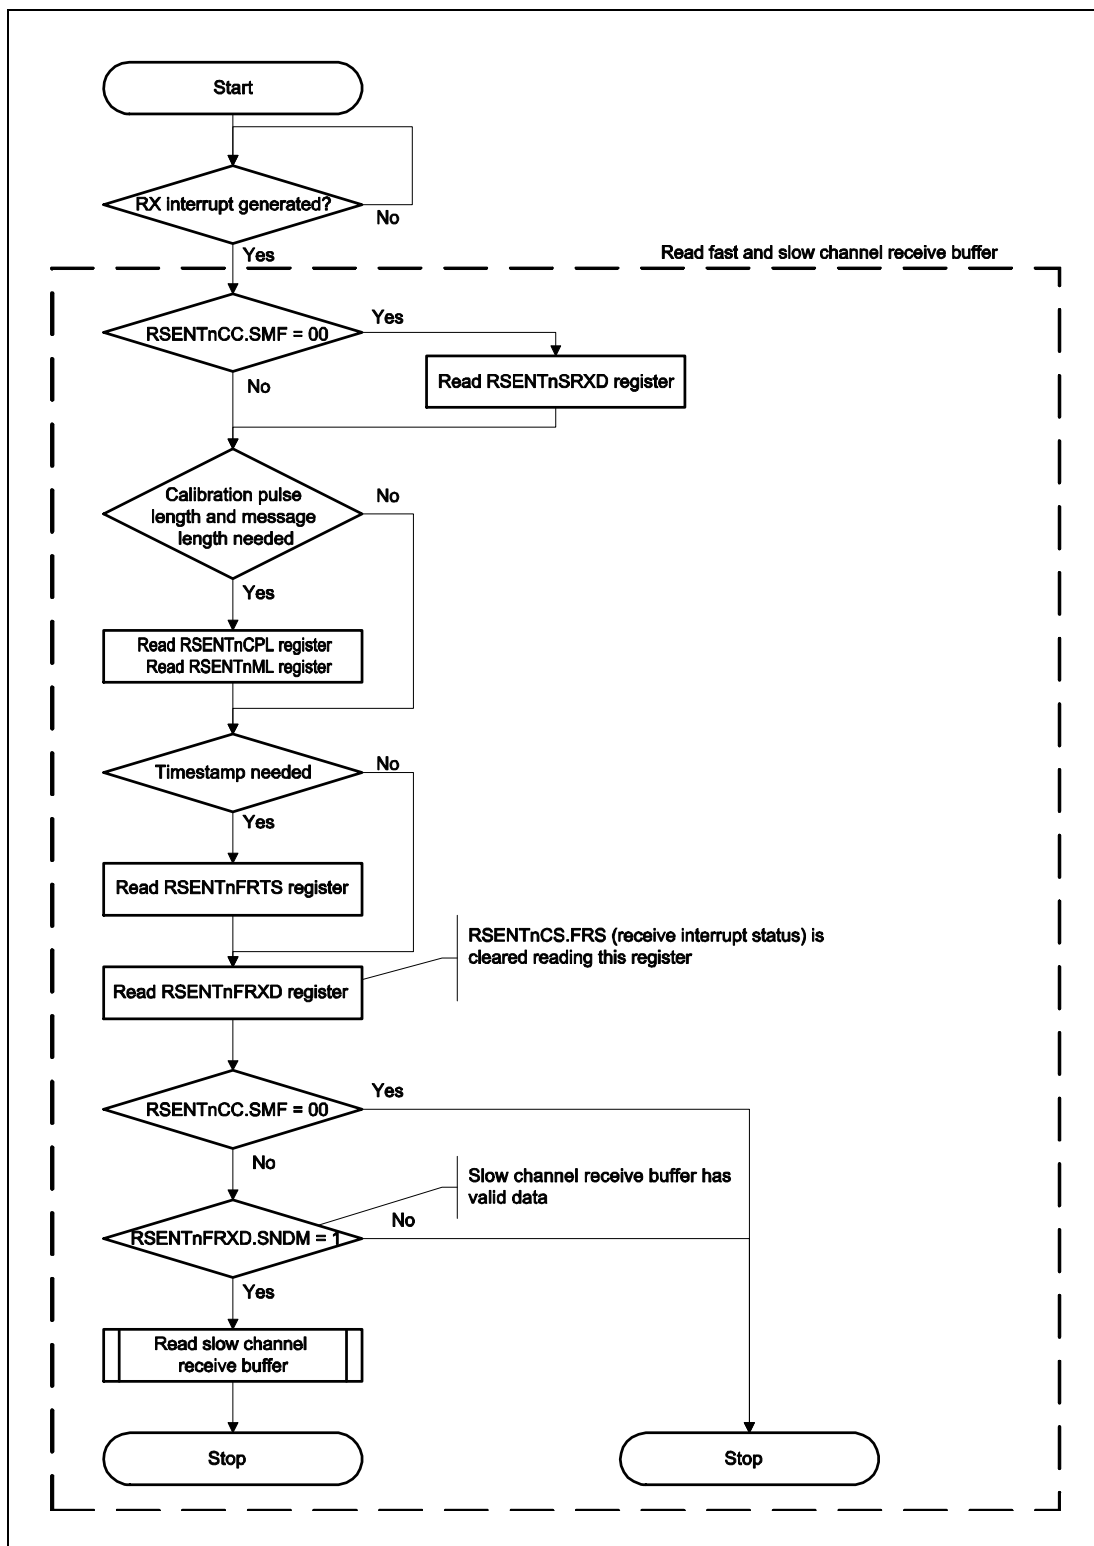 Start
RX interrupt generated?
No
Yes
Read fast and slow channel receive buffer
RSENTnCC.SMF = 00
Yes
Read RSENTnSRXD register
No
Calibration pulse
length and message
length needed
No
Yes
Read RSENTnCPL register
Read RSENTnML register
Timestamp needed
No
Yes
Read RSENTnFRTS register
RSENTnCS.FRS (receive interrupt status) is
cleared reading this register
Read RSENTnFRXD register
RSENTnCC.SMF = 00
Yes
No
Slow channel receive buffer has
valid data
RSENTnFRXD.SNDM = 1
No
Yes
Read slow channel
receive buffer
Stop
Stop